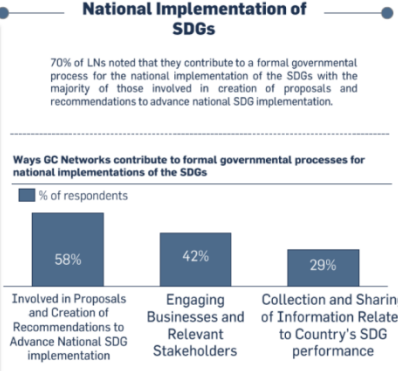 National Implementation of
SDGs
70% of LNs noted that they contribute to a formal governmental
process for the national implementation of the SDGs with the
majority of those involved in creation of proposals and
recommendations to advance national SDG implementation.
Ways GC Networks contribute to formal governmental processes for
national implementations of the SDGs
% of respondents
58%
42%
29%
Involved in Proposals
and Creation of
Recommendations to
Advance National SDG
implementation
Engaging
Businesses and
Relevant
Stakeholders
Collection and Sharin
of Information Relate
to Country's SDG
performance